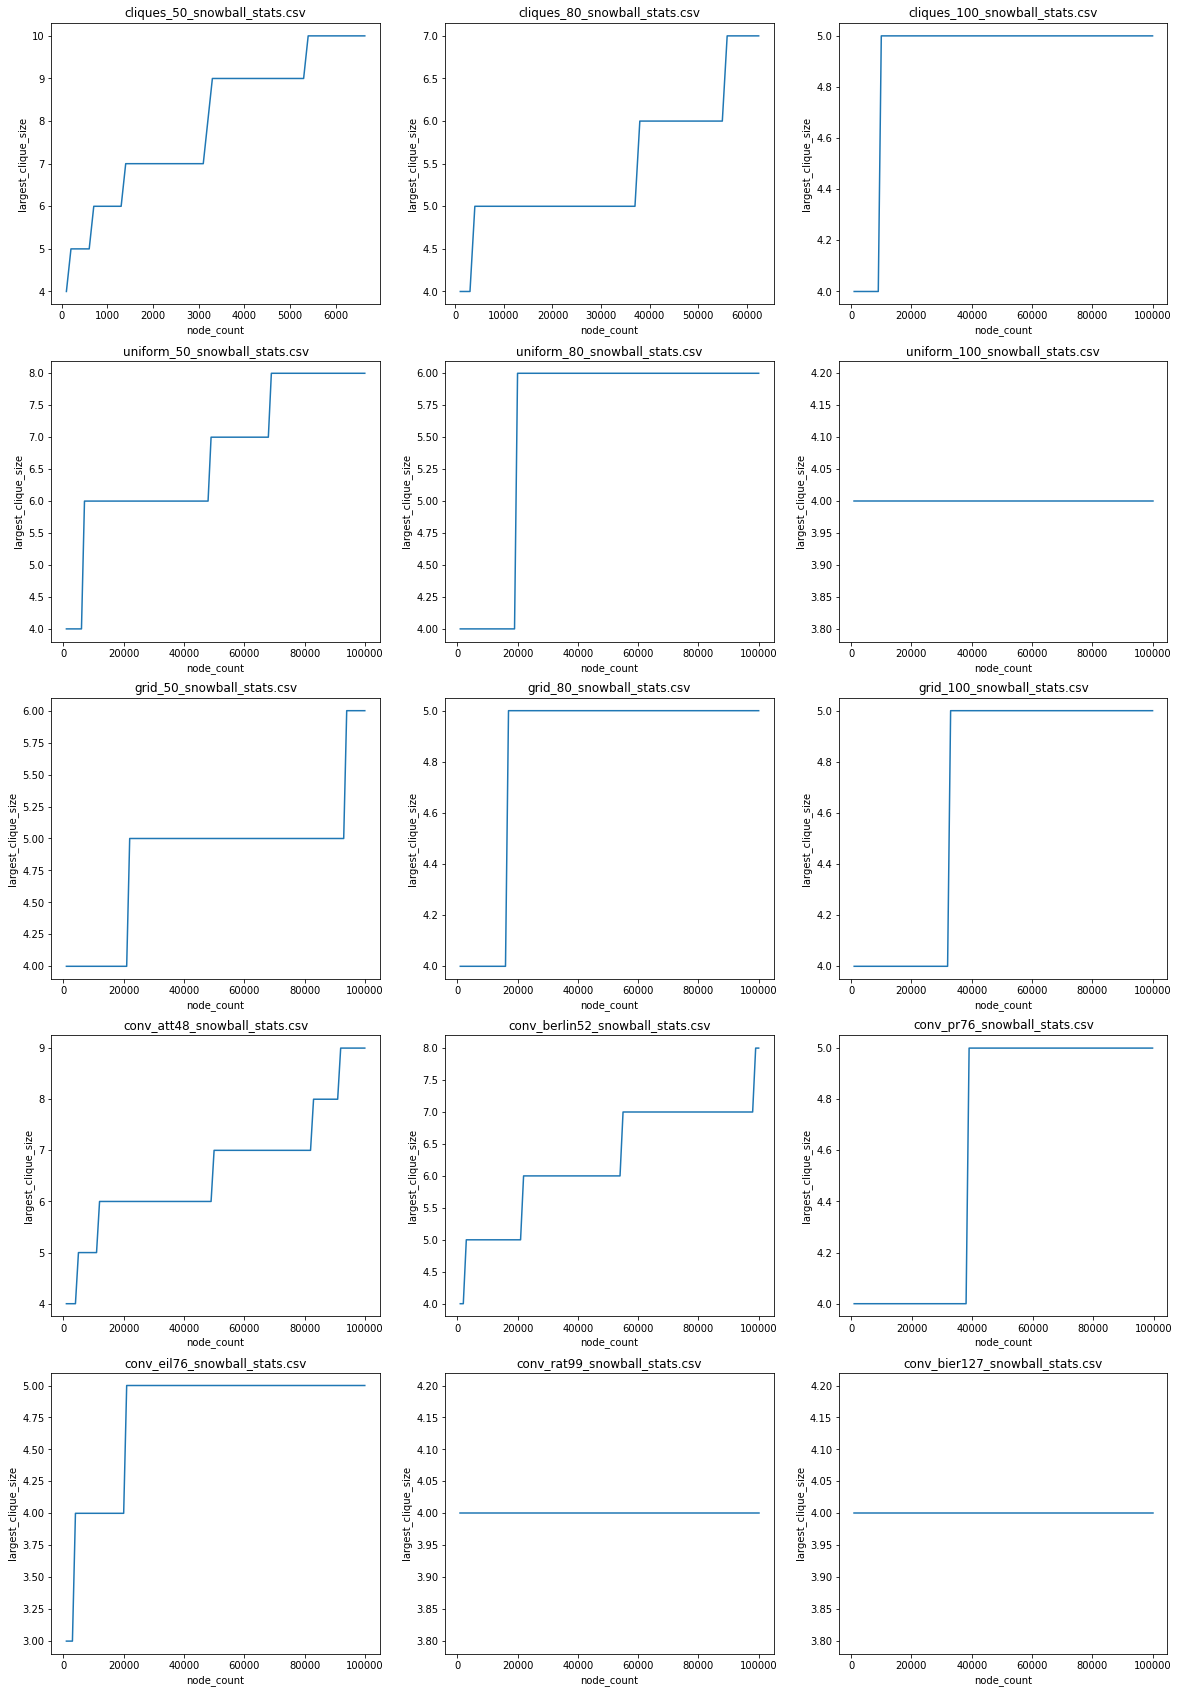 cliques_50_snowball_stats.csv
cliques_80_snowball_stats.csv
cliques_100_snowball_stats.csv
10
9
8
7
6
5
4
largest_clique_size
0 1000 2000 3000 4000 5000 6000
node_count
7.0
6.5
6.0
5.5
5.0
4.5
4.0
largest_clique_size
0 10000 20000 30000 40000 50000 60000
node_count
5.0
4.8
4.6
4.4
4.2
4.0
largest_clique_size
0 20000 40000 60000 80000 100000
node_count
uniform_50_snowball_stats.csv
uniform_80_snowball_stats.csv
uniform_100_snowball_stats.csv
8.0
7.5
7.0
6.5
6.0
5.5
5.0
4.5
4.0
largest_clique_size
0 20000 40000 60000 80000 100000
node_count
6.00
5.75
5.50
5.25
5.00
4.75
4.50
4.25
4.00
largest_clique_size
0 20000 40000 60000 80000 100000
node_count
4.20
4.15
4.10
4.05
4.00
3.95
3.90
3.85
3.80
largest_clique_size
0 20000 40000 60000 80000 100000
node_count
grid_50_snowball_stats.csv
grid_80_snowball_stats.csv
grid_100_snowball_stats.csv
6.00
5.75
5.50
5.25
5.00
4.75
4.50
4.25
4.00
largest_clique_size
0 20000 40000 60000 80000 100000
node_count
5.0
4.8
4.6
4.4
4.2
4.0
largest_clique_size
0 20000 40000 60000 80000 100000
node_count
5.0
4.8
4.6
4.4
4.2
4.0
largest_clique_size
0 20000 40000 60000 80000 100000
node_count
conv_att48_snowball_stats.csv
conv_berlin52_snowball_stats.csv
conv_pr76_snowball_stats.csv
9
8
7
6
5
4
largest_clique_size
0 20000 40000 60000 80000 100000
node_count
8.0
7.5
7.0
6.5
6.0
5.5
5.0
4.5
4.0
largest_clique_size
0 20000 40000 60000 80000 100000
node_count
5.0
4.8
4.6
4.4
4.2
4.0
largest_clique_size
0 20000 40000 60000 80000 100000
node_count
conv_eil76_snowball_stats.csv
conv_rat99_snowball_stats.csv
conv_bier127_snowball_stats.csv
5.00
4.75
4.50
4.25
4.00
3.75
3.50
3.25
3.00
largest_clique_size
0 20000 40000 60000 80000 100000
node_count
4.20
4.15
4.10
4.05
4.00
3.95
3.90
3.85
3.80
largest_clique_size
0 20000 40000 60000 80000 100000
node_count
4.20
4.15
4.10
4.05
4.00
3.95
3.90
3.85
3.80
largest_clique_size
0 20000 40000 60000 80000 100000
node_count